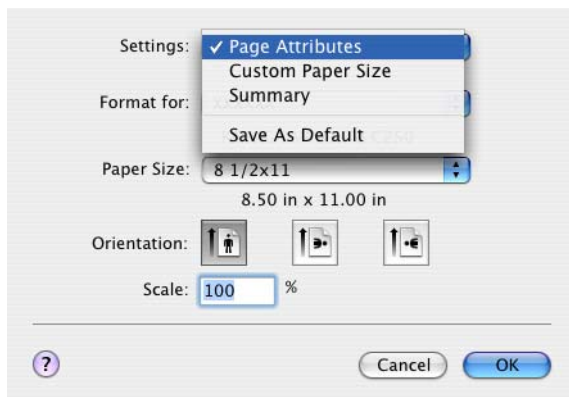 Settings: ✓ Page Attributes
Custom Paper Size
Summary
Save As Default
Format for:
Paper Size: 8 1/2x11
8.50 in x 11.00 in
Orientation:
Scale: 100 %
? Cancel OK